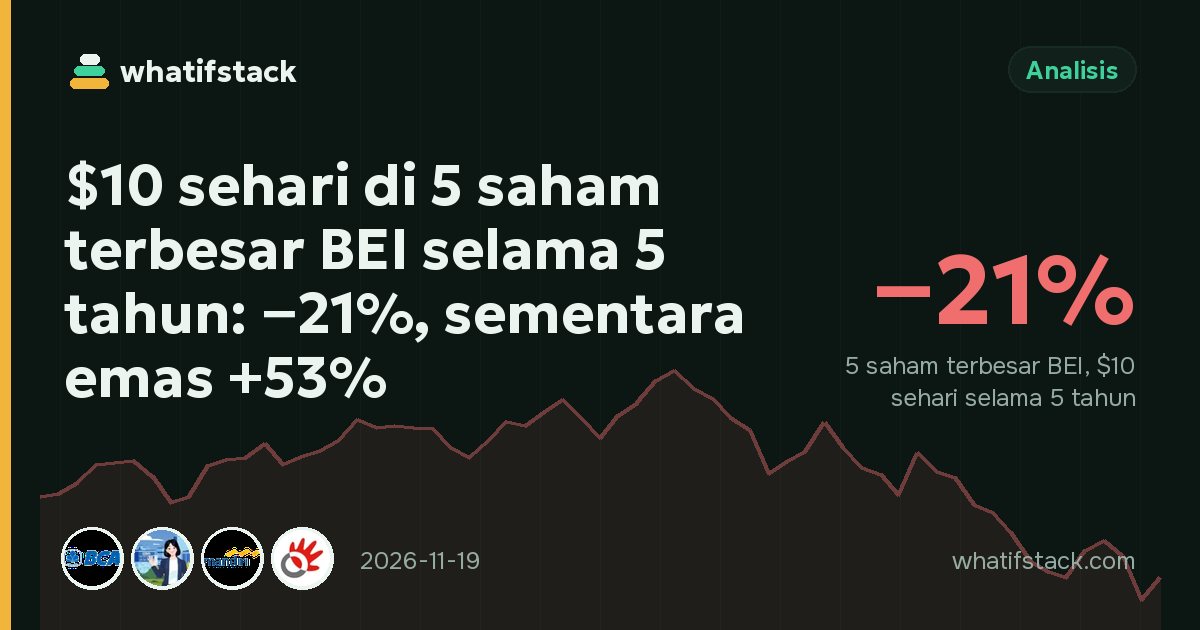 whatifstack
Analisis
$10 sehari di 5 saham
terbesar BEI selama 5
tahun: −21%, sementara
emas +53%
−21%
5 saham terbesar BEI, $10
sehari selama 5 tahun
BCA
mandiri
2026-11-19
whatifstack.com